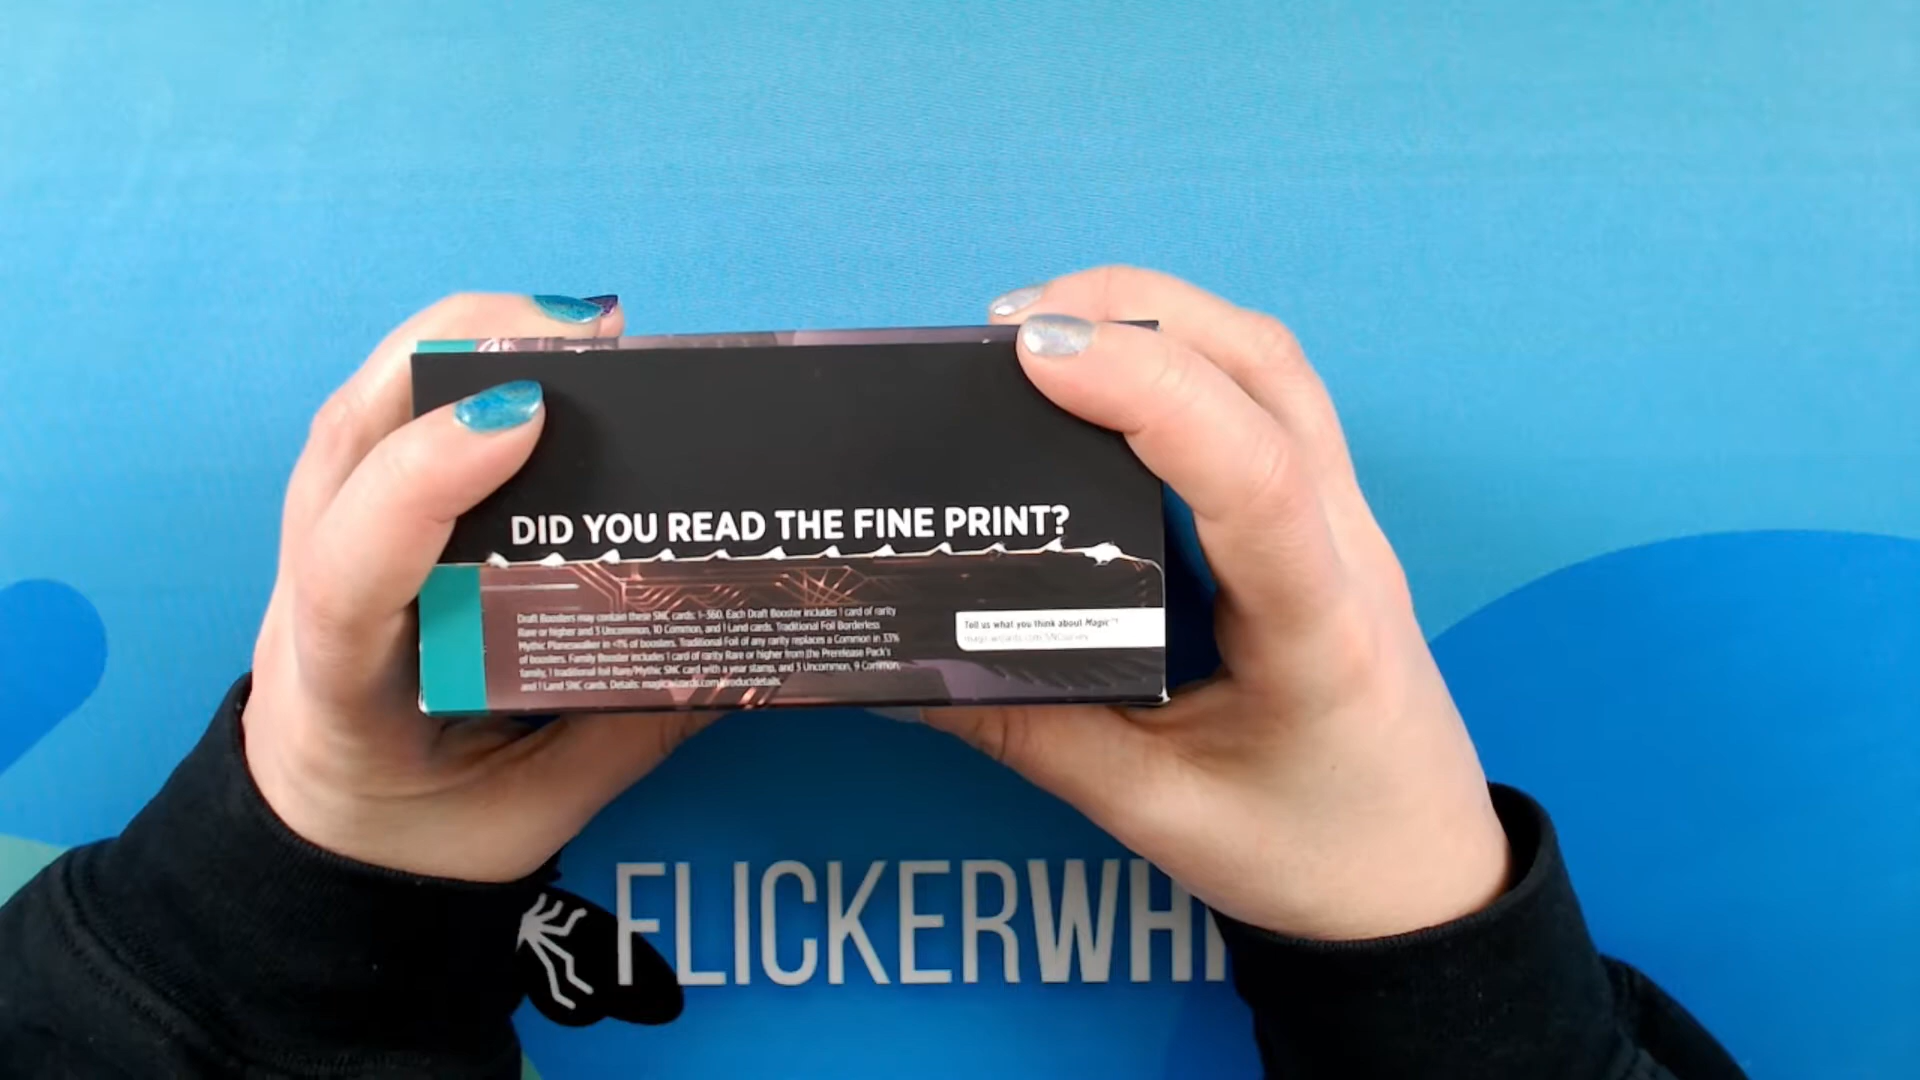 DID YOU READ THE FINE PRINT?
Draft Boosters may contain these SNC cards: 1-360. Each Draft Booster includes 1 card of rarity
Rare or higher and 3 Uncommon, 10 Common, and 1 Land cards. Traditional Foil Borderless
Mythic Planeswalker in <1% of boosters. Traditional Foil of any rarity replaces a Common in 33%
of boosters. Family Booster includes 1 card of rarity Rare or higher from the Prerelease Pack's
family, 1 traditional foil Rare/Mythic SNC card with a year stamp, and 3 Uncommon, 9 Common,
and 1 Land SNC cards. Details: magic.wizards.com/productdetails
Tell us what you think about Magic™!
magic.wizards.com/SNCsurvey
FLICKERWH